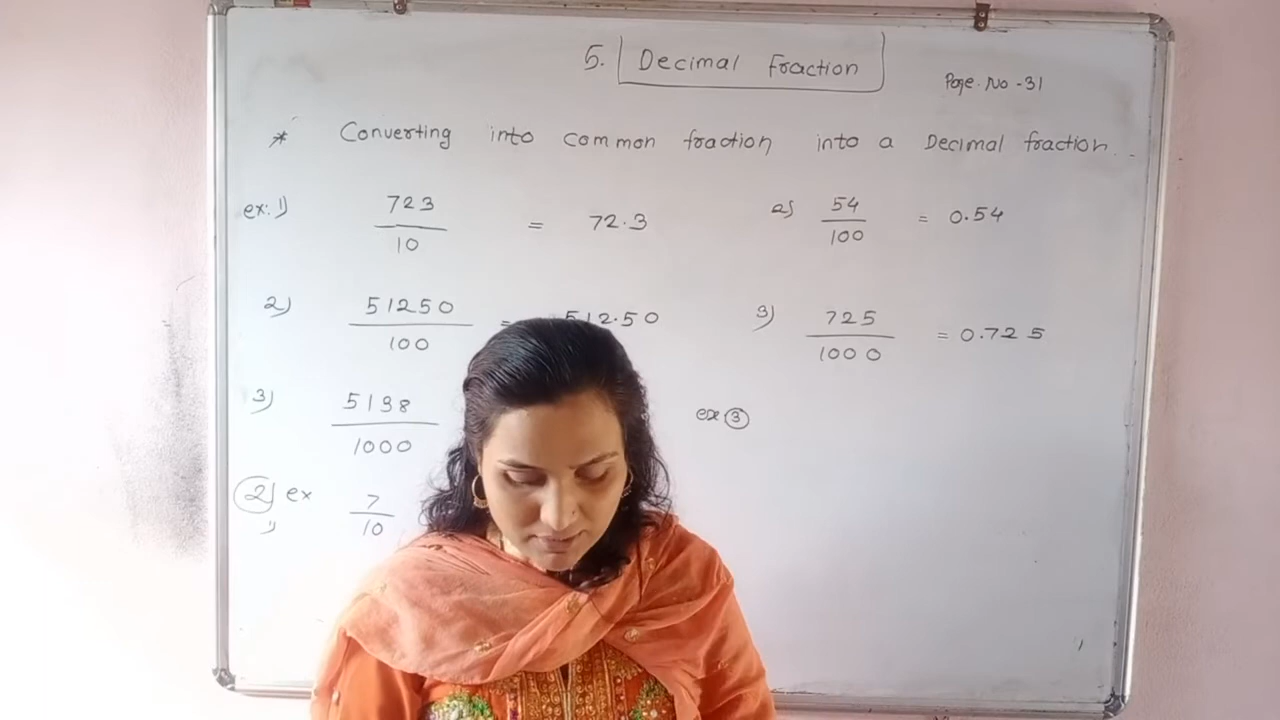 5. Decimal fraction
Page. No - 31
* Converting into common fraction into a Decimal fraction.
ex: 1) 723/10 = 72.3
2) 54/100 = 0.54
2) 51250/100 = 512.50
3) 725/1000 = 0.725
3) 5198/1000
ex 3
2) ex
1) 7/10